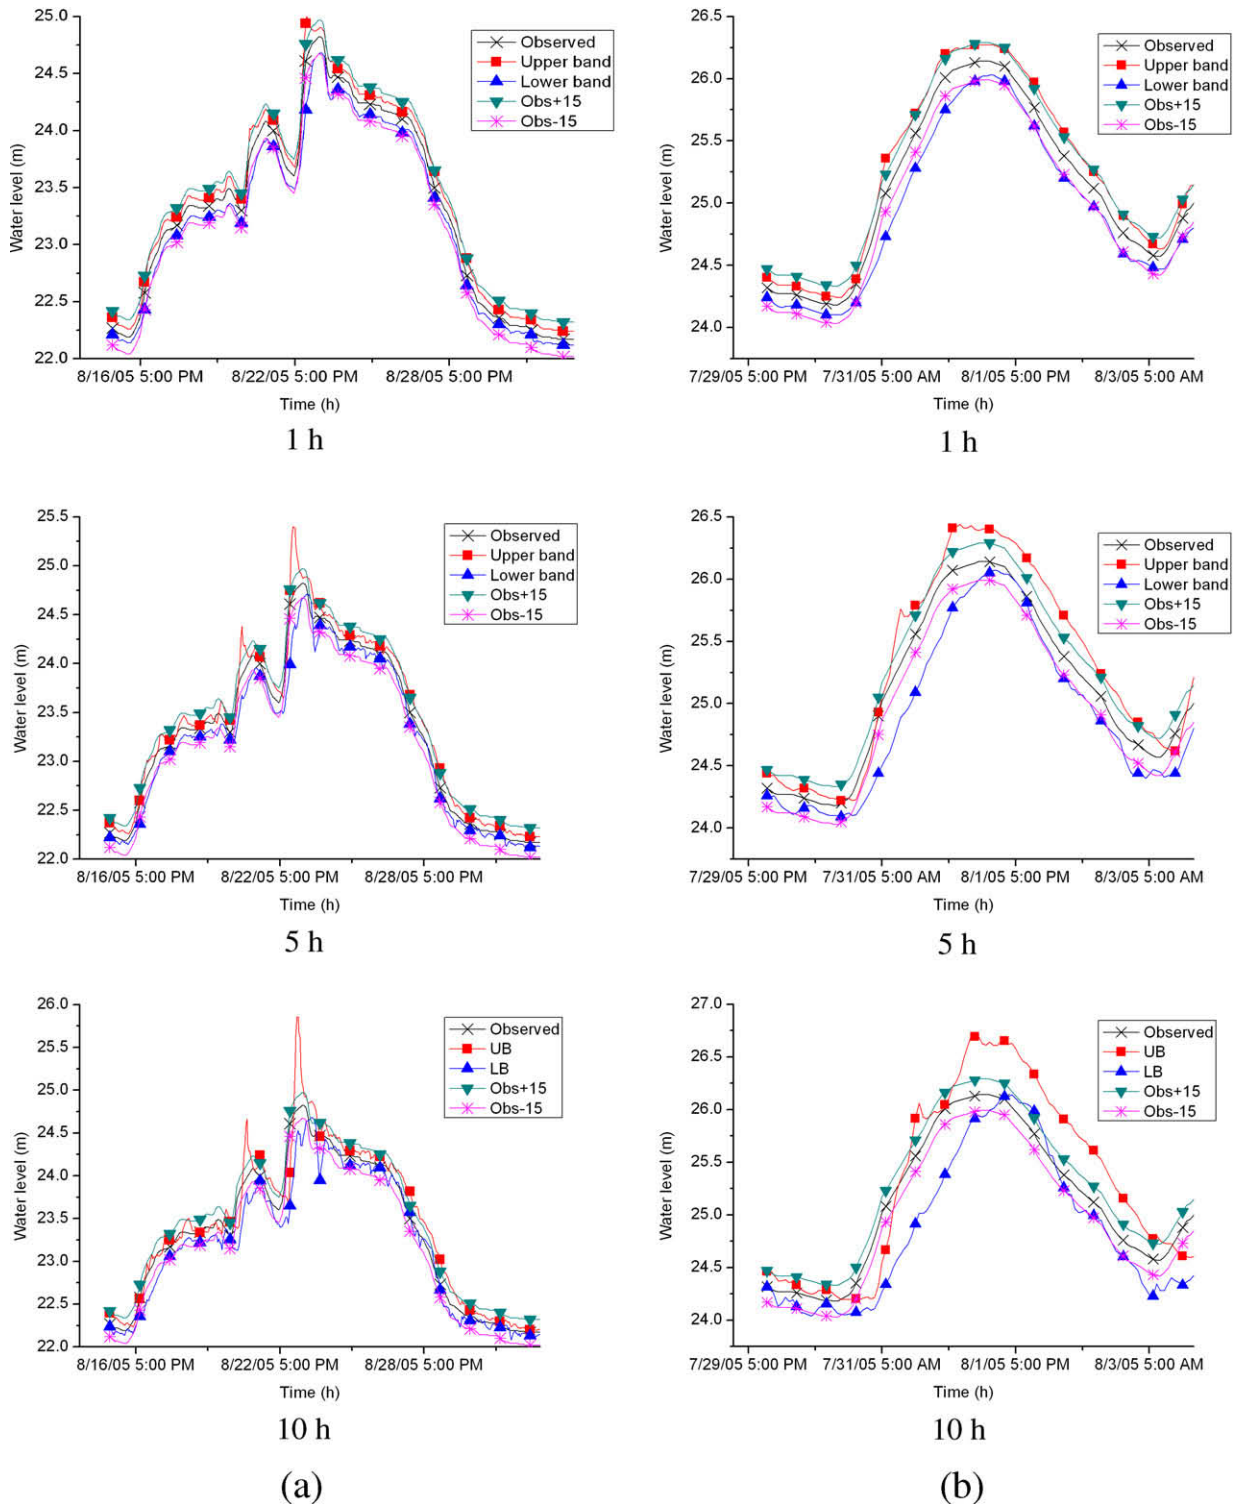 25.0
24.5
24.0
23.5
23.0
22.5
22.0
Water level (m)
Observed
Upper band
Lower band
Obs+15
Obs-15
8/16/05 5:00 PM
8/22/05 5:00 PM
8/28/05 5:00 PM
Time (h)
1 h
26.5
26.0
25.5
25.0
24.5
24.0
Water level (m)
Observed
Upper band
Lower band
Obs+15
Obs-15
7/29/05 5:00 PM
7/31/05 5:00 AM
8/1/05 5:00 PM
8/3/05 5:00 AM
Time (h)
1 h
25.5
25.0
24.5
24.0
23.5
23.0
22.5
22.0
Water level (m)
Observed
Upper band
Lower band
Obs+15
Obs-15
8/16/05 5:00 PM
8/22/05 5:00 PM
8/28/05 5:00 PM
Time (h)
5 h
26.5
26.0
25.5
25.0
24.5
24.0
Water level (m)
Observed
Upper band
Lower band
Obs+15
Obs-15
7/29/05 5:00 PM
7/31/05 5:00 AM
8/1/05 5:00 PM
8/3/05 5:00 AM
Time (h)
5 h
26.0
25.5
25.0
24.5
24.0
23.5
23.0
22.5
22.0
Water level (m)
Observed
UB
LB
Obs+15
Obs-15
8/16/05 5:00 PM
8/22/05 5:00 PM
8/28/05 5:00 PM
Time (h)
10 h
(a)
27.0
26.5
26.0
25.5
25.0
24.5
24.0
Water level (m)
Observed
UB
LB
Obs+15
Obs-15
7/29/05 5:00 PM
7/31/05 5:00 AM
8/1/05 5:00 PM
8/3/05 5:00 AM
Time (h)
10 h
(b)